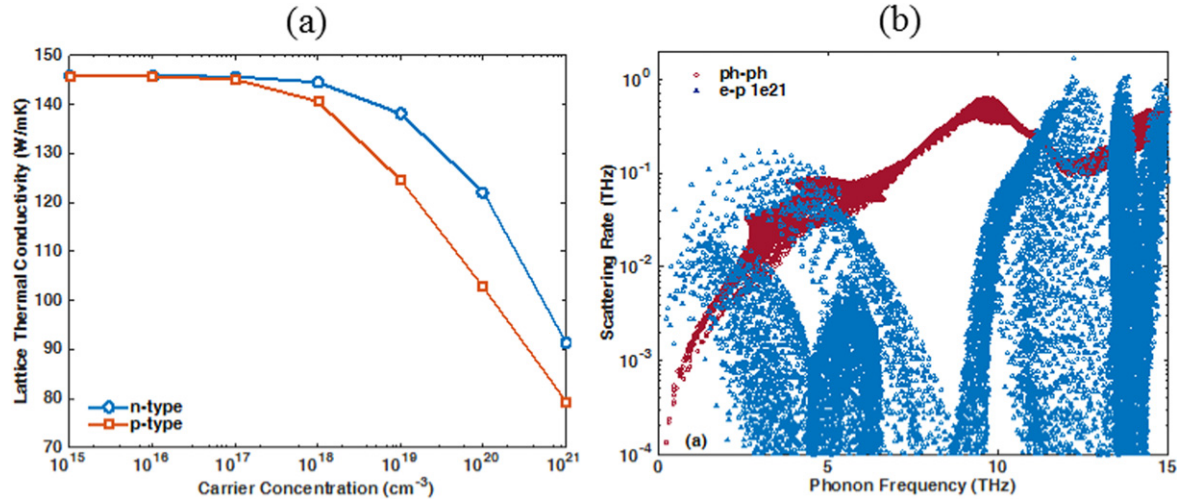 (a)
150
140
130
120
110
100
90
80
70
Lattice Thermal Conductivity (W/mK)
n-type
p-type
10^15 10^16 10^17 10^18 10^19 10^20 10^21
Carrier Concentration (cm^-3)
(b)
10^0
10^-1
10^-2
10^-3
10^-4
Scattering Rate (THz)
ph-ph
e-p 1e21
(a)
0 5 10 15
Phonon Frequency (THz)